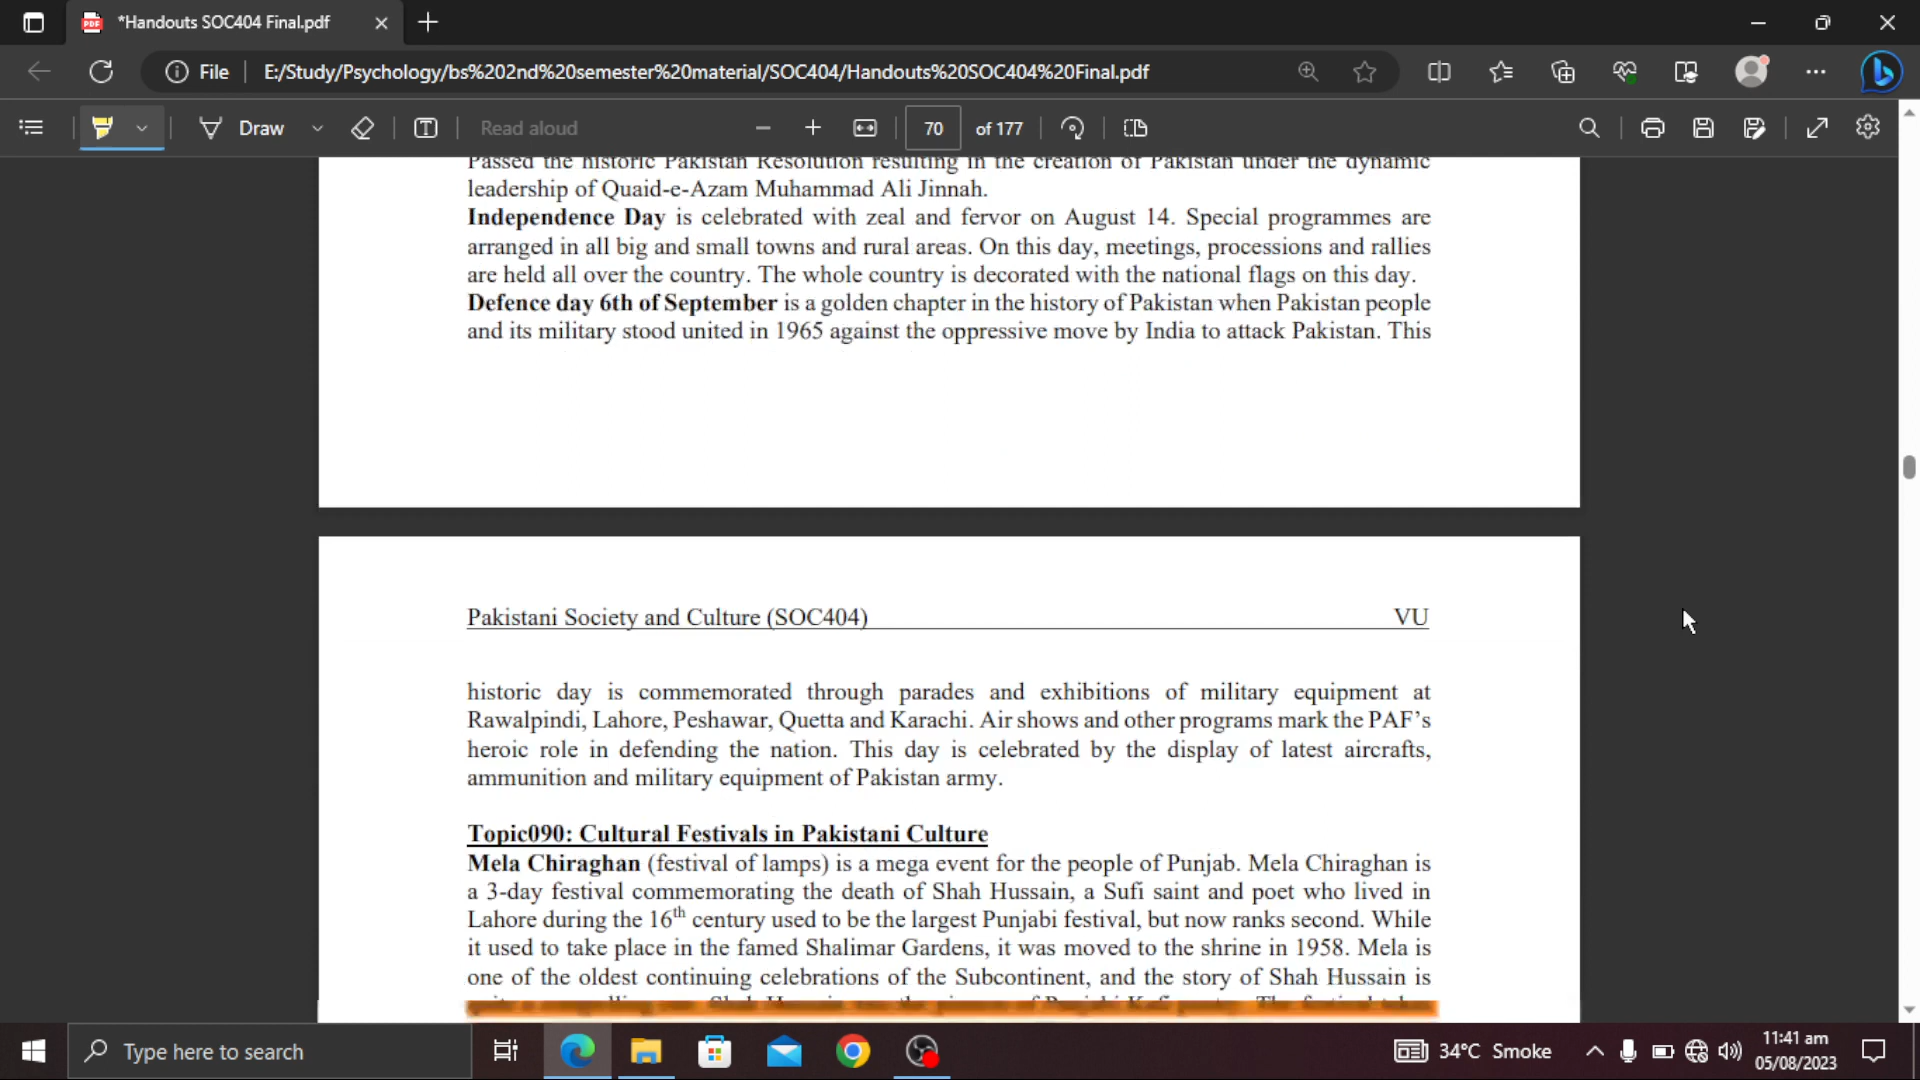 *Handouts SOC404 Final.pdf
File
E:/Study/Psychology/bs%202nd%20semester%20material/SOC404/Handouts%20SOC404%20Final.pdf
Draw
Read aloud
70
of 177
Passed the historic Pakistan Resolution resulting in the creation of Pakistan under the dynamic
leadership of Quaid-e-Azam Muhammad Ali Jinnah.
Independence Day is celebrated with zeal and fervor on August 14. Special programmes are
arranged in all big and small towns and rural areas. On this day, meetings, processions and rallies
are held all over the country. The whole country is decorated with the national flags on this day.
Defence day 6th of September is a golden chapter in the history of Pakistan when Pakistan people
and its military stood united in 1965 against the oppressive move by India to attack Pakistan. This
Pakistani Society and Culture (SOC404) VU
historic day is commemorated through parades and exhibitions of military equipment at
Rawalpindi, Lahore, Peshawar, Quetta and Karachi. Air shows and other programs mark the PAF's
heroic role in defending the nation. This day is celebrated by the display of latest aircrafts,
ammunition and military equipment of Pakistan army.
Topic090: Cultural Festivals in Pakistani Culture
Mela Chiraghan (festival of lamps) is a mega event for the people of Punjab. Mela Chiraghan is
a 3-day festival commemorating the death of Shah Hussain, a Sufi saint and poet who lived in
Lahore during the 16th century used to be the largest Punjabi festival, but now ranks second. While
it used to take place in the famed Shalimar Gardens, it was moved to the shrine in 1958. Mela is
one of the oldest continuing celebrations of the Subcontinent, and the story of Shah Hussain is
Type here to search
34°C Smoke
11:41 am
05/08/2023